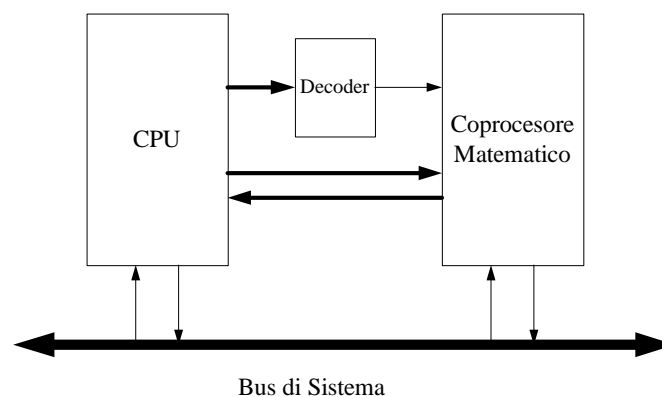 Decoder
CPU
Coprocesore
Matematico
Bus di Sistema